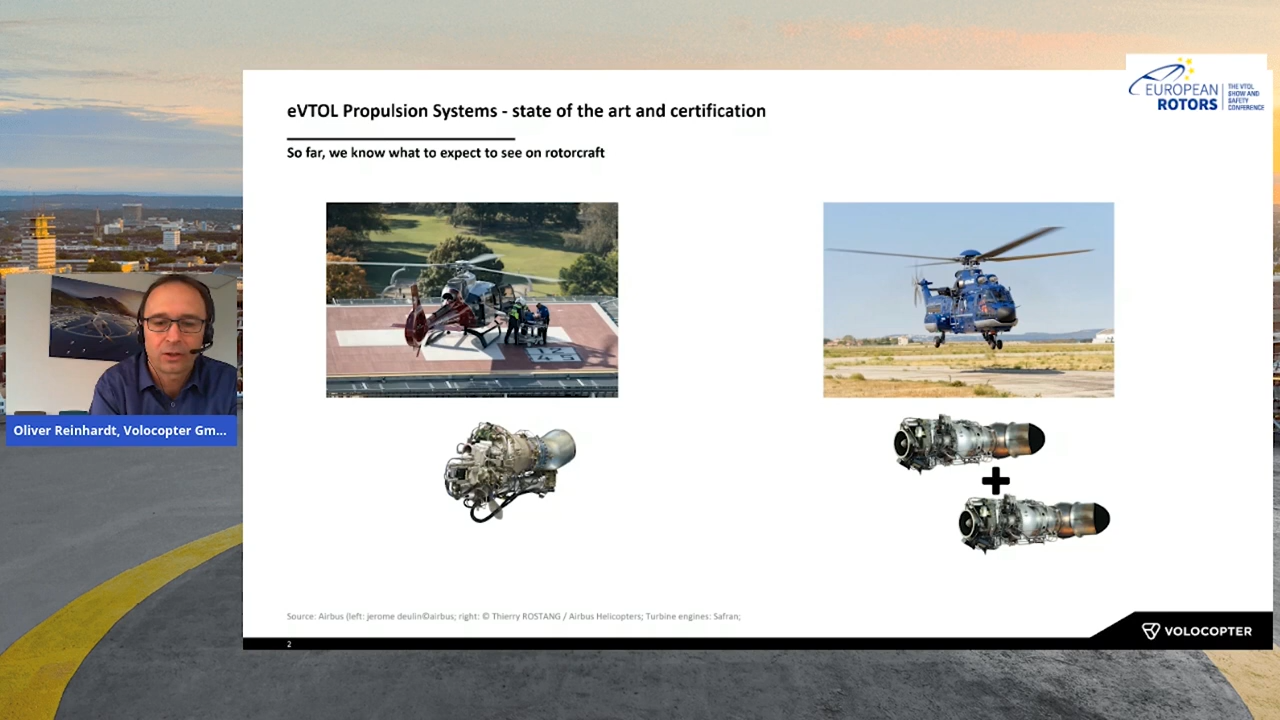 EUROPEAN
ROTORS
THE VTOL
SHOW AND
SAFETY
CONFERENCE
eVTOL Propulsion Systems - state of the art and certification
So far, we know what to expect to see on rotorcraft
Oliver Reinhardt, Volocopter Gm...
Source: Airbus (left: jerome deulin©airbus; right: © Thierry ROSTANG / Airbus Helicopters; Turbine engines: Safran;
2
VOLOCOPTER